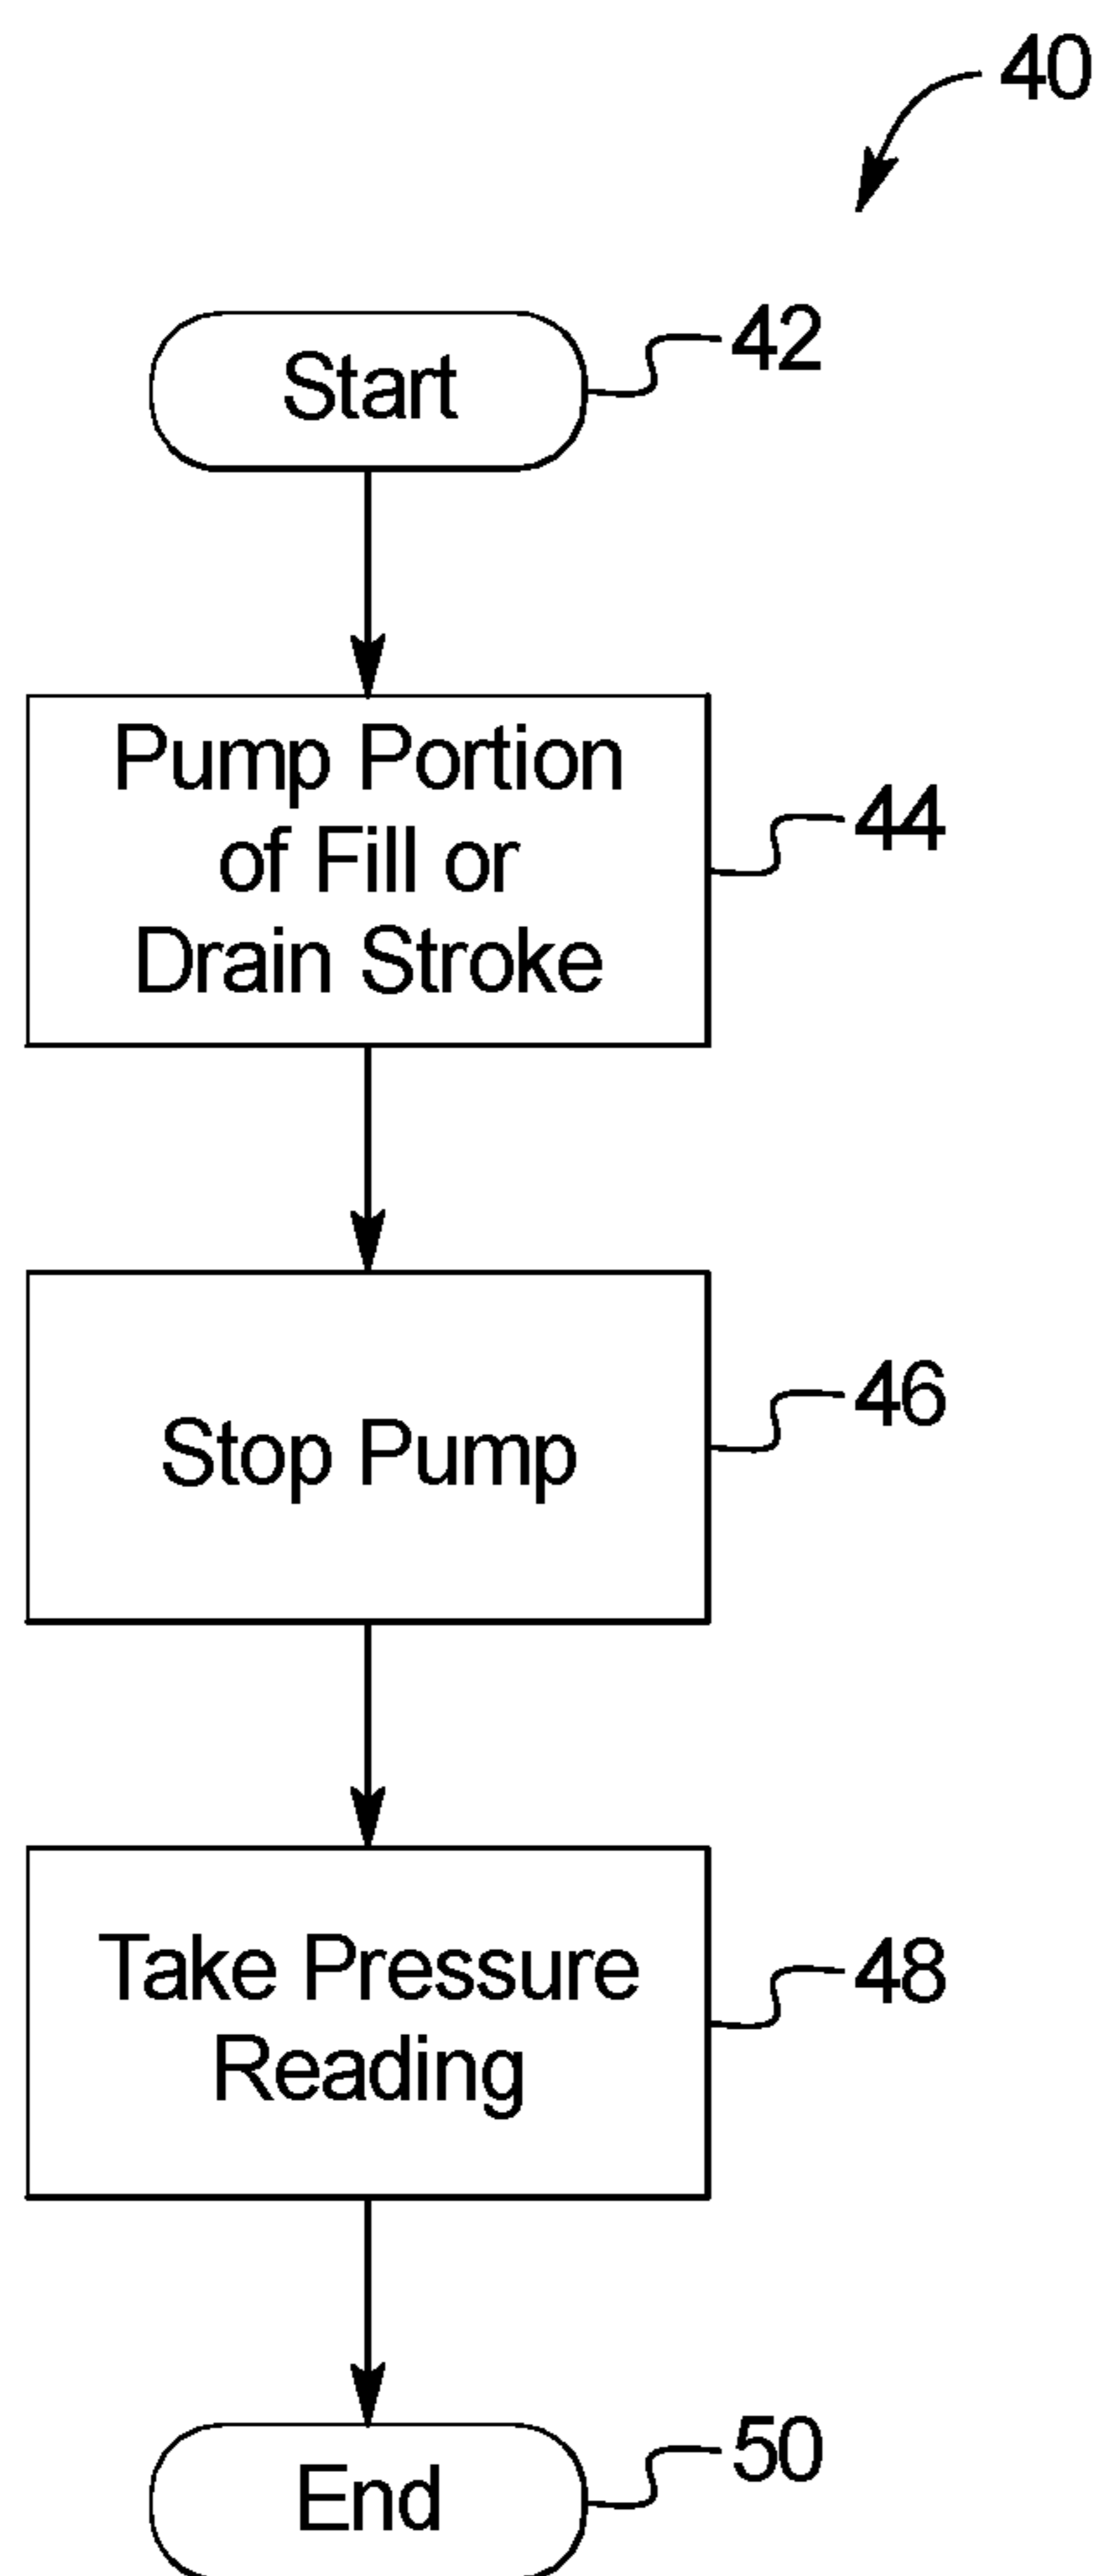 40
Start
42
Pump Portion
of Fill or
Drain Stroke
44
Stop Pump
46
Take Pressure
Reading
48
End
50